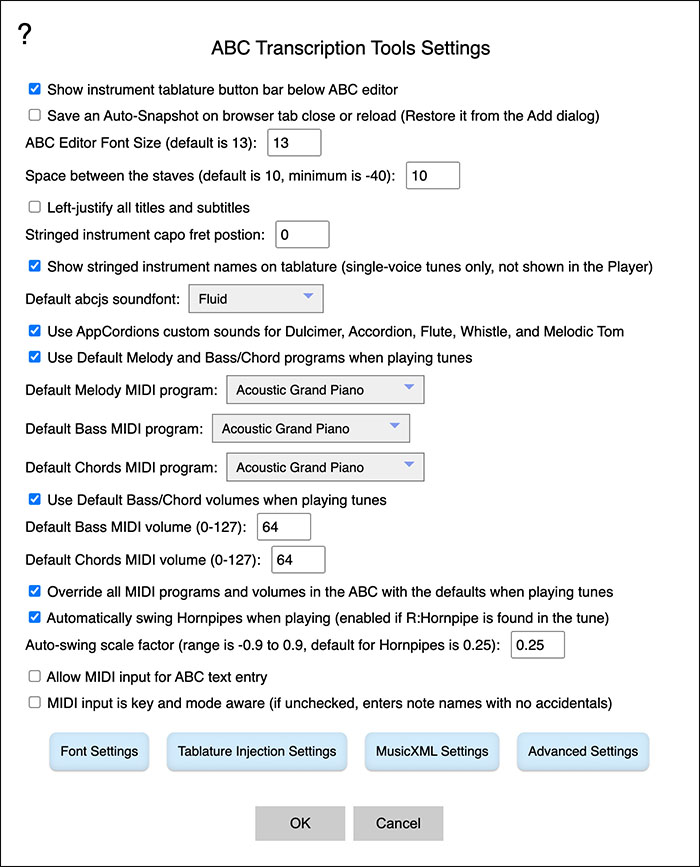 ?
ABC Transcription Tools Settings
Show instrument tablature button bar below ABC editor
Save an Auto-Snapshot on browser tab close or reload (Restore it from the Add dialog)
ABC Editor Font Size (default is 13): 13
Space between the staves (default is 10, minimum is -40): 10
Left-justify all titles and subtitles
Stringed instrument capo fret postion: 0
Show stringed instrument names on tablature (single-voice tunes only, not shown in the Player)
Default abcjs soundfont: Fluid
Use AppCordions custom sounds for Dulcimer, Accordion, Flute, Whistle, and Melodic Tom
Use Default Melody and Bass/Chord programs when playing tunes
Default Melody MIDI program: Acoustic Grand Piano
Default Bass MIDI program: Acoustic Grand Piano
Default Chords MIDI program: Acoustic Grand Piano
Use Default Bass/Chord volumes when playing tunes
Default Bass MIDI volume (0-127): 64
Default Chords MIDI volume (0-127): 64
Override all MIDI programs and volumes in the ABC with the defaults when playing tunes
Automatically swing Hornpipes when playing (enabled if R:Hornpipe is found in the tune)
Auto-swing scale factor (range is -0.9 to 0.9, default for Hornpipes is 0.25): 0.25
Allow MIDI input for ABC text entry
MIDI input is key and mode aware (if unchecked, enters note names with no accidentals)
Font Settings Tablature Injection Settings MusicXML Settings Advanced Settings
OK Cancel